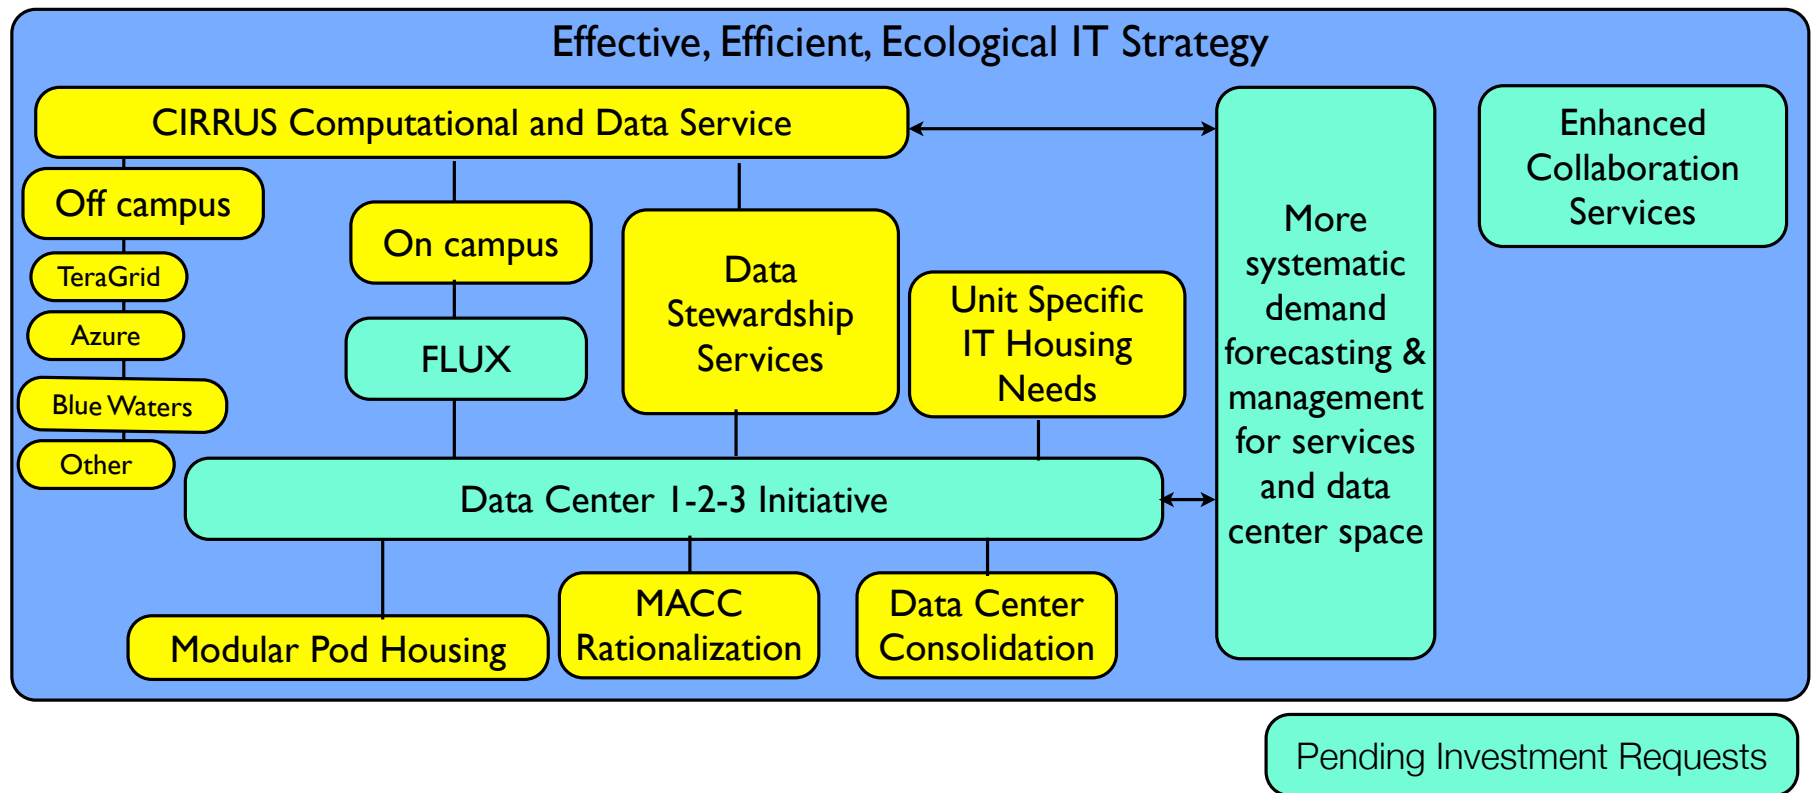 Effective, Efficient, Ecological IT Strategy
CIRRUS Computational and Data Service
Off campus
TeraGrid
Azure
Blue Waters
Other
On campus
FLUX
Data
Stewardship
Services
Unit Specific
IT Housing
Needs
Data Center 1-2-3 Initiative
Modular Pod Housing
MACC
Rationalization
Data Center
Consolidation
More
systematic
demand
forecasting &
management
for services
and data
center space
Enhanced
Collaboration
Services
Pending Investment Requests